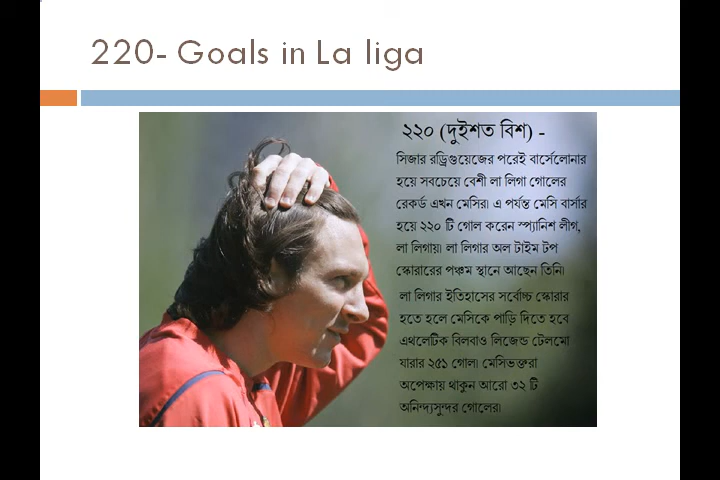 220- Goals in La liga
২২০ (দুইশত বিশ) -
সিজার রড্রিগুয়েজের পরেই বার্সেলোনার
হয়ে সবচেয়ে বেশী লা লিগা গোলের
রেকর্ড এখন মেসির। এ পর্যন্ত মেসি বার্সার
হয়ে ২২০ টি গোল করেন স্প্যানিশ লীগ,
লা লিগায়। লা লিগার অল টাইম টপ
স্কোরারের পঞ্চম স্থানে আছেন তিনি।
লা লিগার ইতিহাসের সর্বোচ্চ স্কোরার
হতে হলে মেসিকে পাড়ি দিতে হবে
এথলেটিক বিলবাও লিজেন্ড টেলমো
যারার ২৫১ গোল। মেসিভক্তরা
অপেক্ষায় থাকুন আরো ৩২ টি
অনিন্দ্যসুন্দর গোলের।